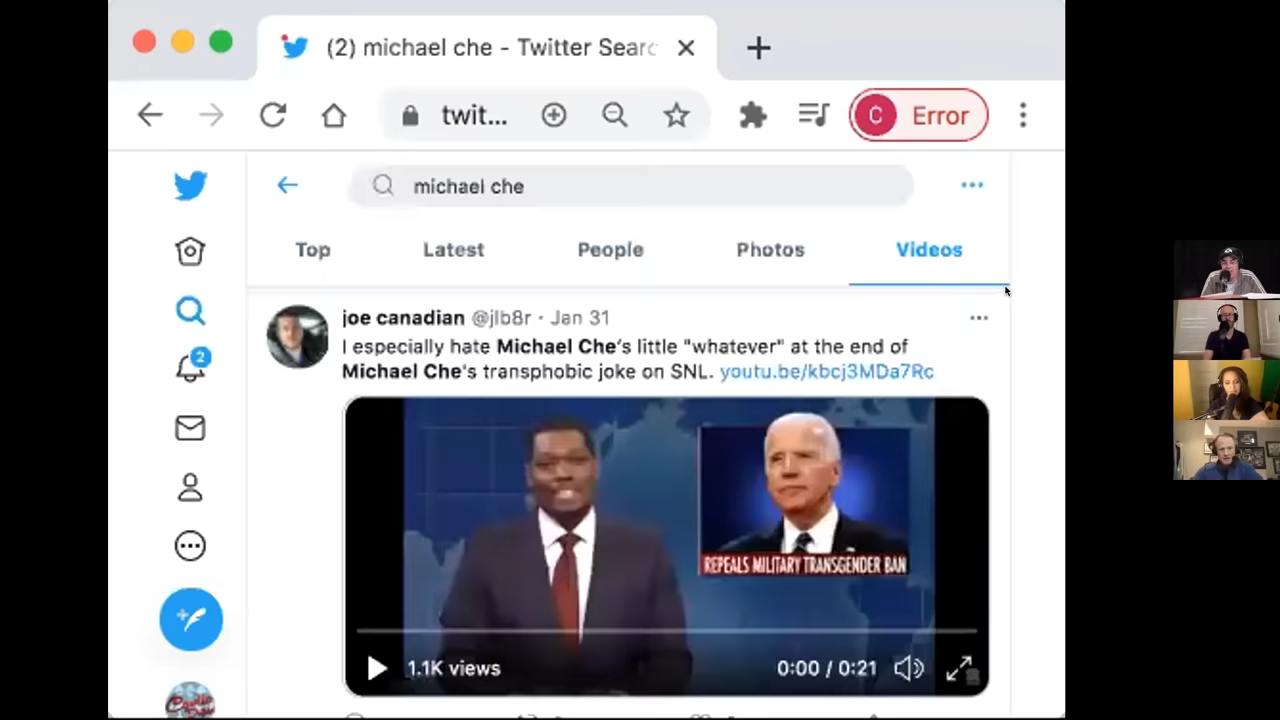 (2) michael che - Twitter Searc
twit...
C Error
michael che
Top Latest People Photos Videos
joe canadian @jlb8r · Jan 31
I especially hate Michael Che's little "whatever" at the end of
Michael Che's transphobic joke on SNL. youtu.be/kbcj3MDa7Rc
2
REPEALS MILITARY TRANSGENDER BAN
1.1K views 0:00 / 0:21